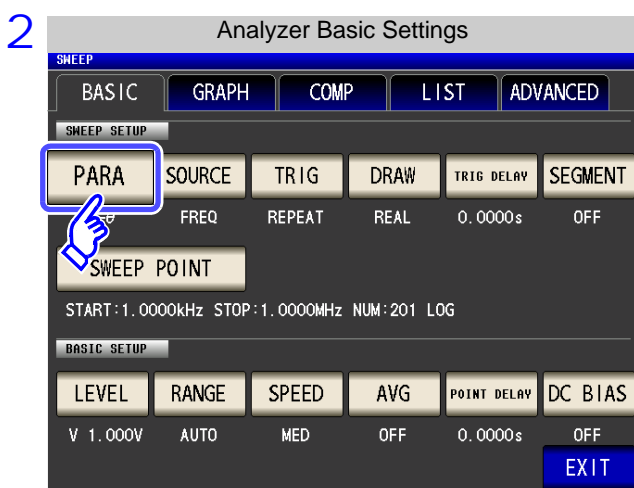 2
Analyzer Basic Settings
SWEEP
BASIC GRAPH COMP LIST ADVANCED
SWEEP SETUP
PARA SOURCE TRIG DRAW TRIG DELAY SEGMENT
FREQ REPEAT REAL 0.0000s OFF
SWEEP POINT
START:1.0000kHz STOP:1.0000MHz NUM:201 LOG
BASIC SETUP
LEVEL RANGE SPEED AVG POINT DELAY DC BIAS
V 1.000V AUTO MED OFF 0.0000s OFF
EXIT